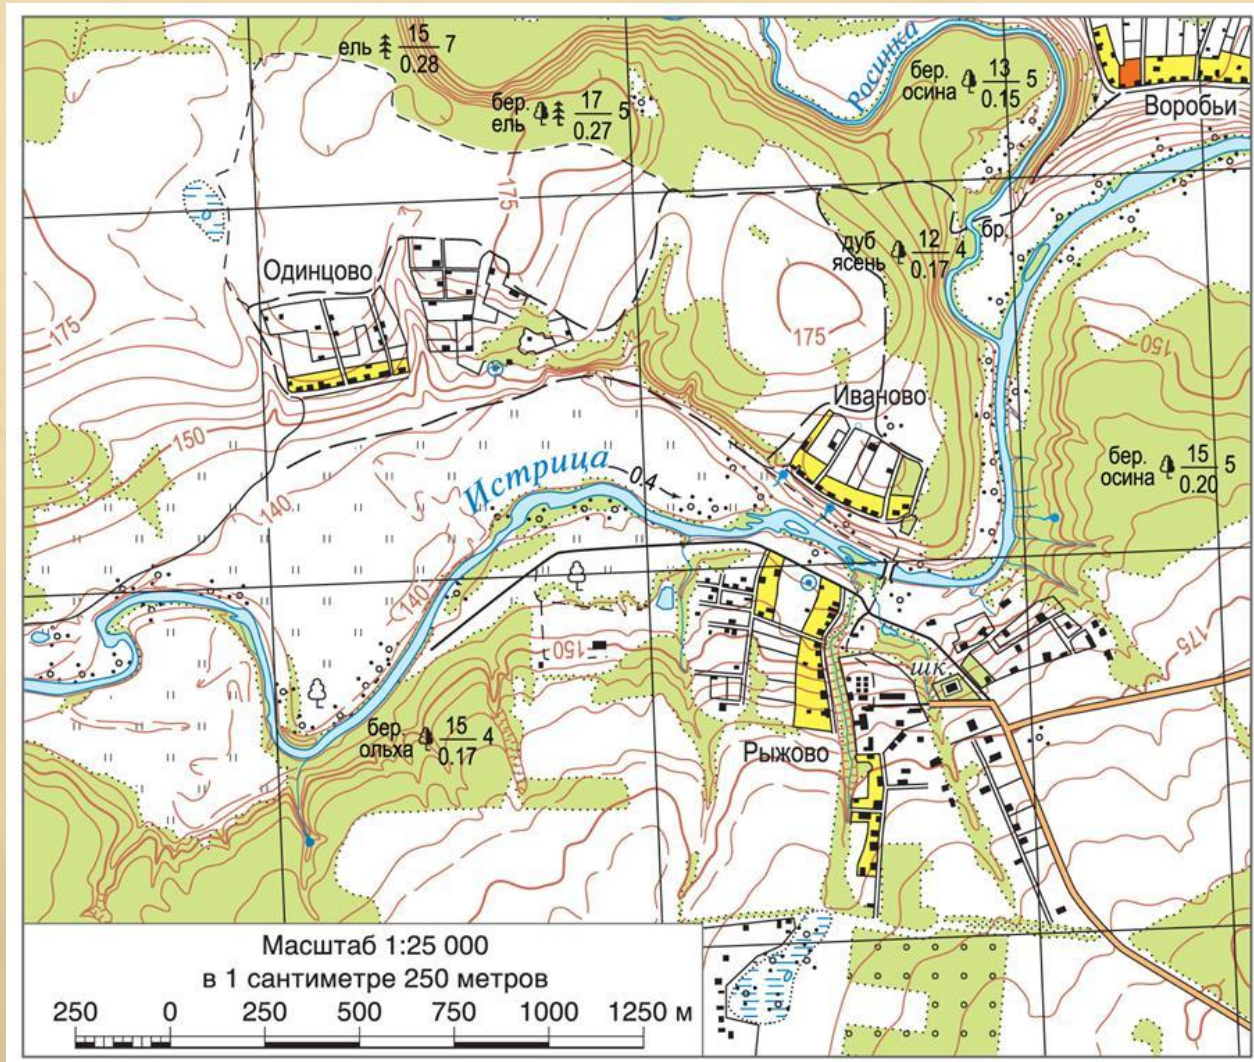 ель 15 7
0.28
бер. ель 17 5
0.27
Росинка
бер. осина 13 5
0.15
Воробьи
175
дуб ясень 12 4
0.17
бр.
Одинцово
175
175
150
Иваново
150
Истрица
0.4
бер. осина 15 5
0.20
140
140
150
шк.
175
бер. ольха 15 4
0.17
Рыжово
Масштаб 1:25 000
в 1 сантиметре 250 метров
250 0 250 500 750 1000 1250 м